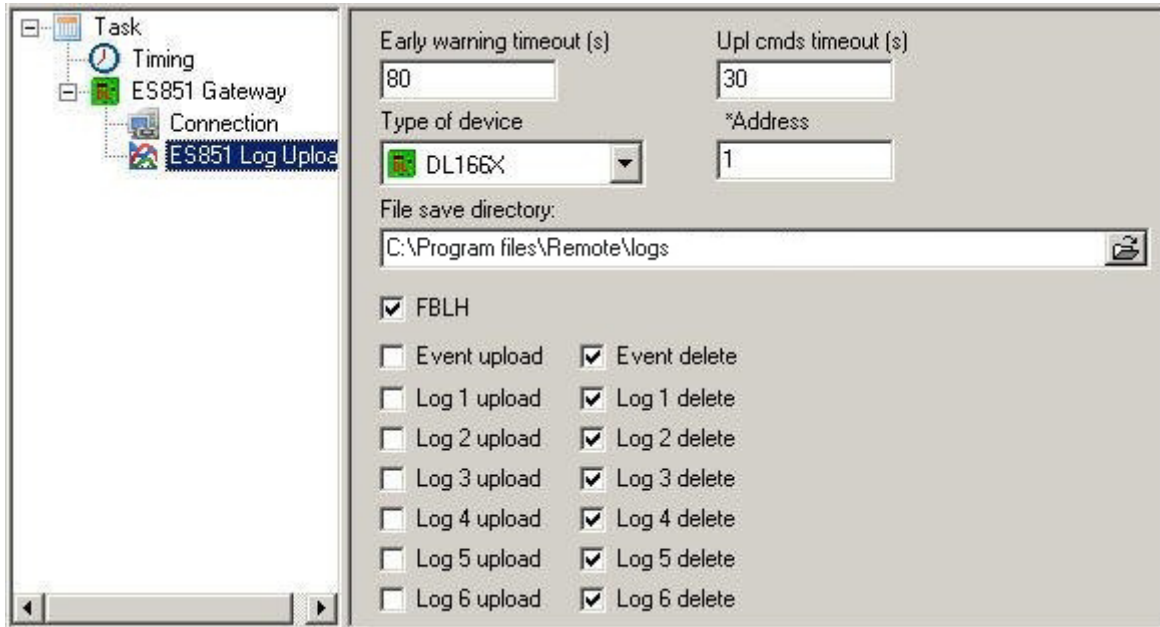 Task
Timing
ES851 Gateway
Connection
ES851 Log Uploa
Early warning timeout (s) Upl cmds timeout (s)
80 30
Type of device *Address
DL166X 1
File save directory:
C:\Program files\Remote\logs
FBLH
Event upload Event delete
Log 1 upload Log 1 delete
Log 2 upload Log 2 delete
Log 3 upload Log 3 delete
Log 4 upload Log 4 delete
Log 5 upload Log 5 delete
Log 6 upload Log 6 delete